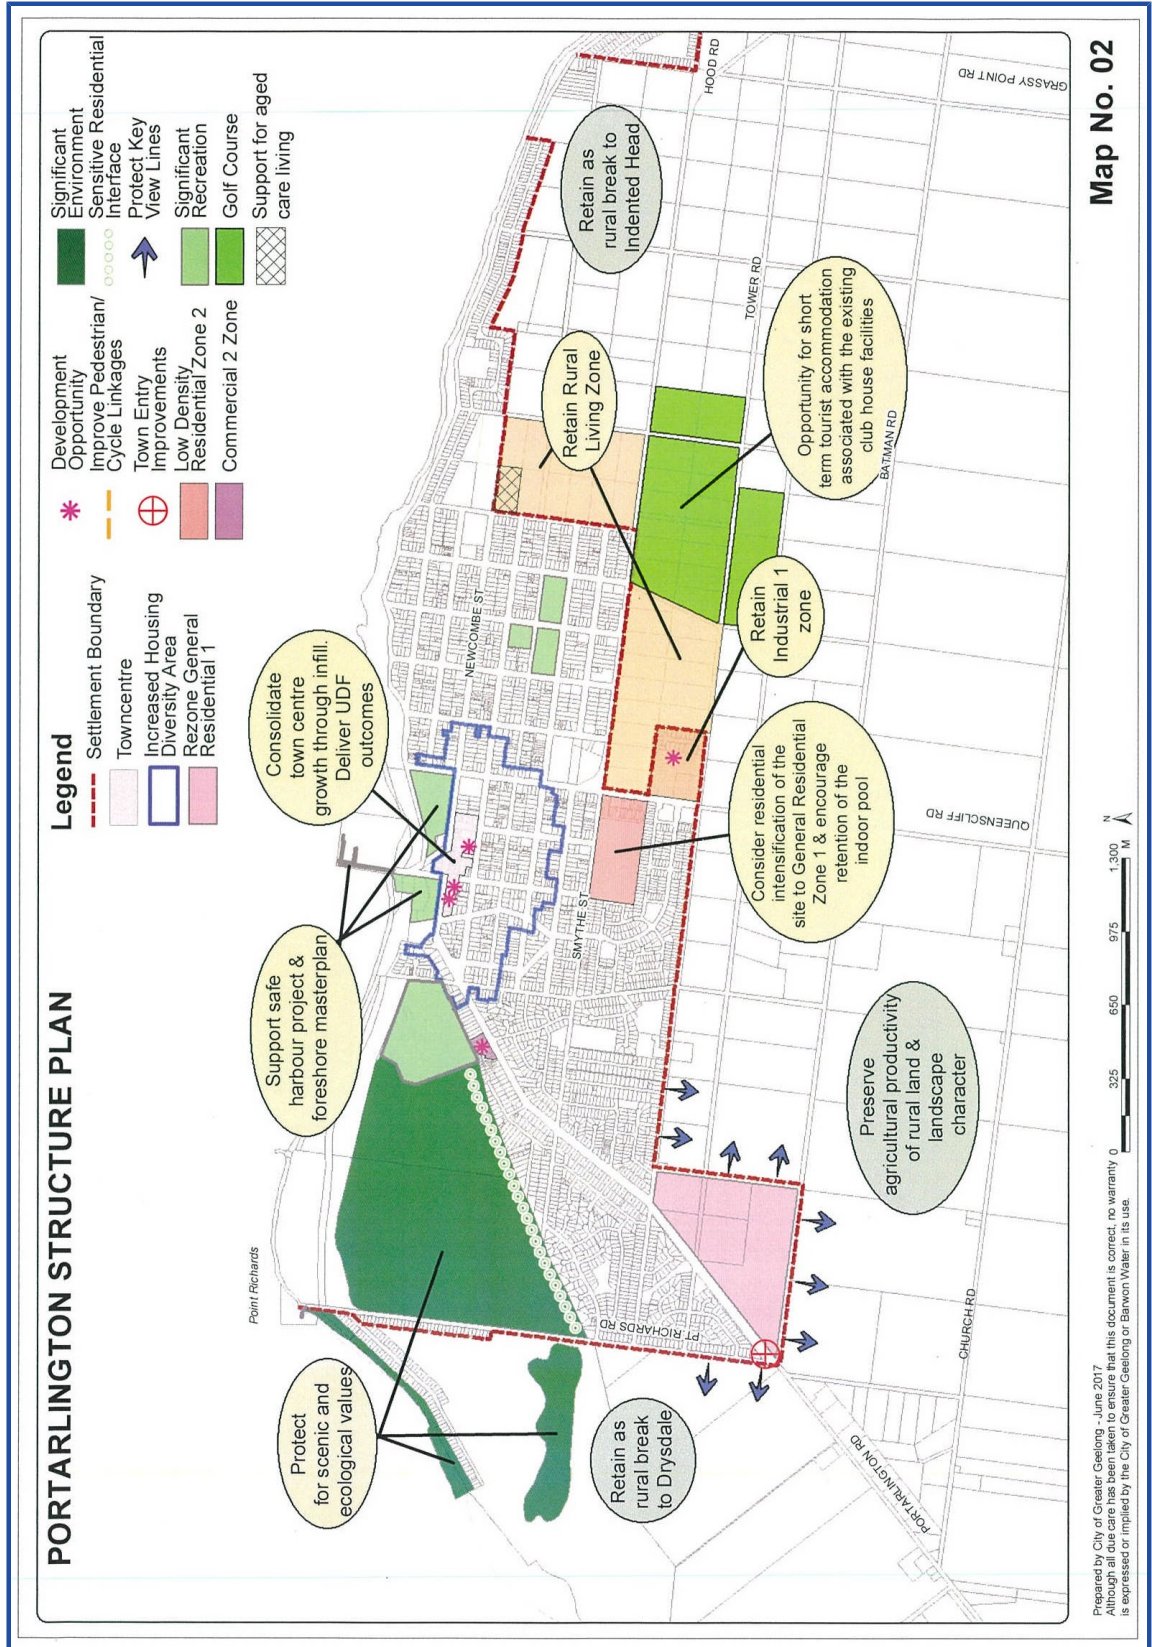 PORTARLINGTON STRUCTURE PLAN
Legend
Settlement Boundary
Towncentre
Increased Housing
Diversity Area
Rezone General
Residential 1
Development
Opportunity
Improve Pedestrian/
Cycle Linkages
Town Entry
Improvements
Low Density
Residential Zone 2
Commercial 2 Zone
Significant
Environment
Sensitive Residential
Interface
Protect Key
View Lines
Significant
Recreation
Golf Course
Support for aged
care living
Point Richards
Protect
for scenic and
ecological values
Support safe
harbour project &
foreshore masterplan
Consolidate
town centre
growth through infill.
Deliver UDF
outcomes
NEWCOMBE ST
Retain Rural
Living Zone
Retain as
rural break to
Indented Head
HOOD RD
GRASSY POINT RD
TOWER RD
Opportunity for short
term tourist accommodation
associated with the existing
club house facilities
BATMAN RD
Retain
Industrial 1
zone
SMYTHE ST
Consider residential
intensification of the
site to General Residential
Zone 1 & encourage
retention of the
indoor pool
QUEENSCLIFF RD
PT. RICHARDS RD
Retain as
rural break
to Drysdale
Preserve
agricultural productivity
of rural land &
landscape
character
PORTARLINGTON RD
CHURCH RD
0 325 650 975 1,300
M
N
Prepared by City of Greater Geelong - June 2017
Although all due care has been taken to ensure that this document is correct, no warranty
is expressed or implied by the City of Greater Geelong or Barwon Water in its use.
Map No. 02